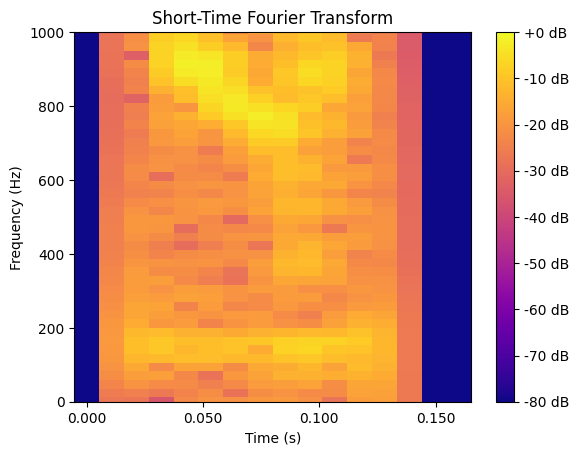 Short-Time Fourier Transform
1000
800
600
400
200
0
Frequency (Hz)
0.000
0.050
0.100
0.150
Time (s)
+0 dB
-10 dB
-20 dB
-30 dB
-40 dB
-50 dB
-60 dB
-70 dB
-80 dB